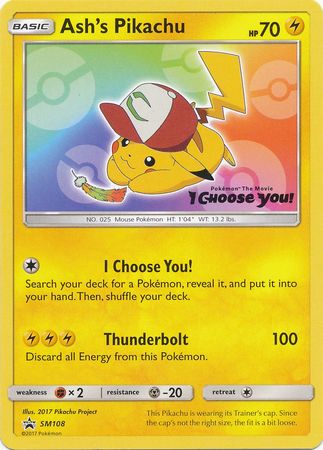 BASIC Ash's Pikachu HP70
Pokémon The Movie
I Choose You!
NO. 025 Mouse Pokémon HT: 1'04" WT: 13.2 lbs.
I Choose You!
Search your deck for a Pokémon, reveal it, and put it
into your hand. Then, shuffle your deck.
Thunderbolt 100
Discard all Energy from this Pokémon.
weakness ×2 resistance -20 retreat
Illus. 2017 Pikachu Project
SM108
©2017 Pokémon
This Pikachu is wearing its Trainer's cap. Since
the cap's not the right size, the fit is a bit loose.